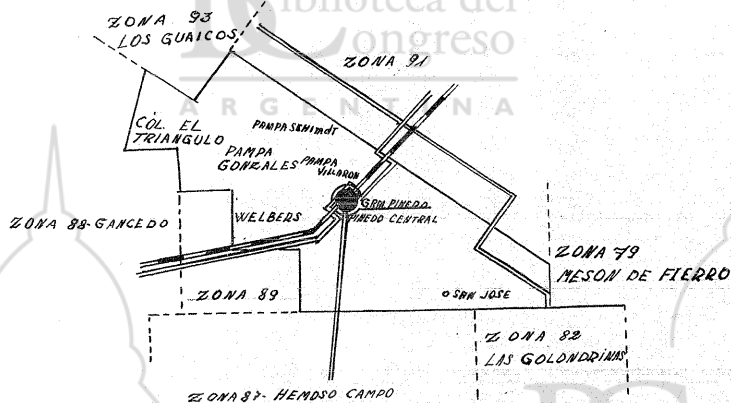 Biblioteca del
Congreso
ARGENTINA
ZONA 93
LOS GUAICOS
ZONA 91
COL. EL
TRIANGULO
PAMPA SCHIMDT
PAMPA
GONZALES
PAMPA
VILLARON
GRAL PINEDO
PINEDO CENTRAL
WELBERS
ZONA 88-GANCEDO
ZONA 79
MESON DE FIERRO
ZONA 89
O SAN JOSE
ZONA 82
LAS GOLONDRINAS
ZONA 87- HEMOSO CAMPO